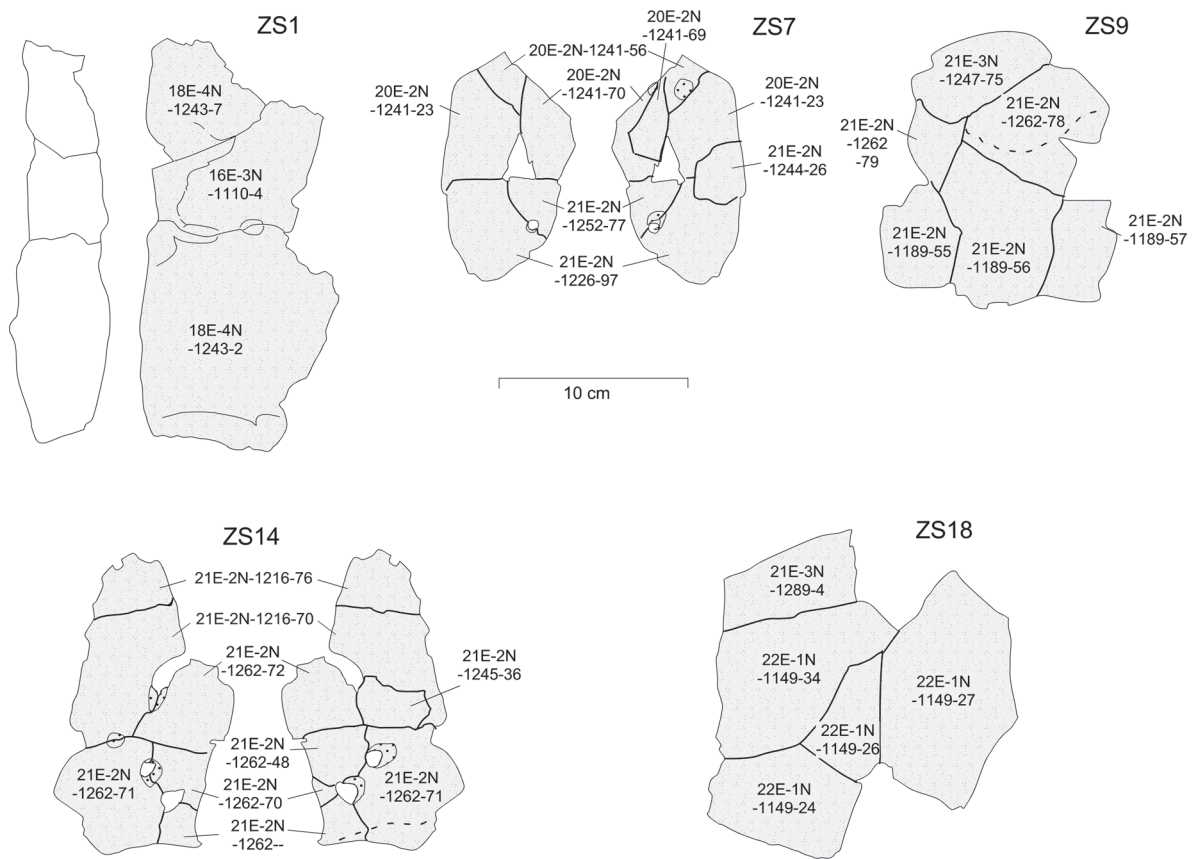 ZS1
18E-4N
-1243-7
16E-3N
-1110-4
18E-4N
-1243-2
ZS7
20E-2N
-1241-69
20E-2N-1241-56
20E-2N
-1241-70
20E-2N
-1241-23
20E-2N
-1241-23
21E-2N
-1244-26
21E-2N
-1252-77
21E-2N
-1226-97
ZS9
21E-3N
-1247-75
21E-2N
-1262-78
21E-2N
-1262
-79
21E-2N
-1189-55
21E-2N
-1189-56
21E-2N
-1189-57
10 cm
ZS14
21E-2N-1216-76
21E-2N-1216-70
21E-2N
-1262-72
21E-2N
-1245-36
21E-2N
-1262-48
21E-2N
-1262-71
21E-2N
-1262-70
21E-2N
-1262-71
21E-2N
-1262--
ZS18
21E-3N
-1289-4
22E-1N
-1149-34
22E-1N
-1149-27
22E-1N
-1149-26
22E-1N
-1149-24